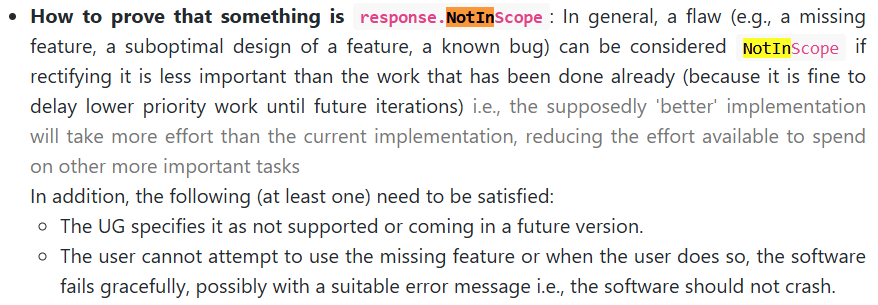 • How to prove that something is response.NotInScope : In general, a flaw (e.g., a missing
feature, a suboptimal design of a feature, a known bug) can be considered NotInScope if
rectifying it is less important than the work that has been done already (because it is fine to
delay lower priority work until future iterations) i.e., the supposedly 'better' implementation
will take more effort than the current implementation, reducing the effort available to spend
on other more important tasks
In addition, the following (at least one) need to be satisfied:
◦ The UG specifies it as not supported or coming in a future version.
◦ The user cannot attempt to use the missing feature or when the user does so, the software
fails gracefully, possibly with a suitable error message i.e., the software should not crash.